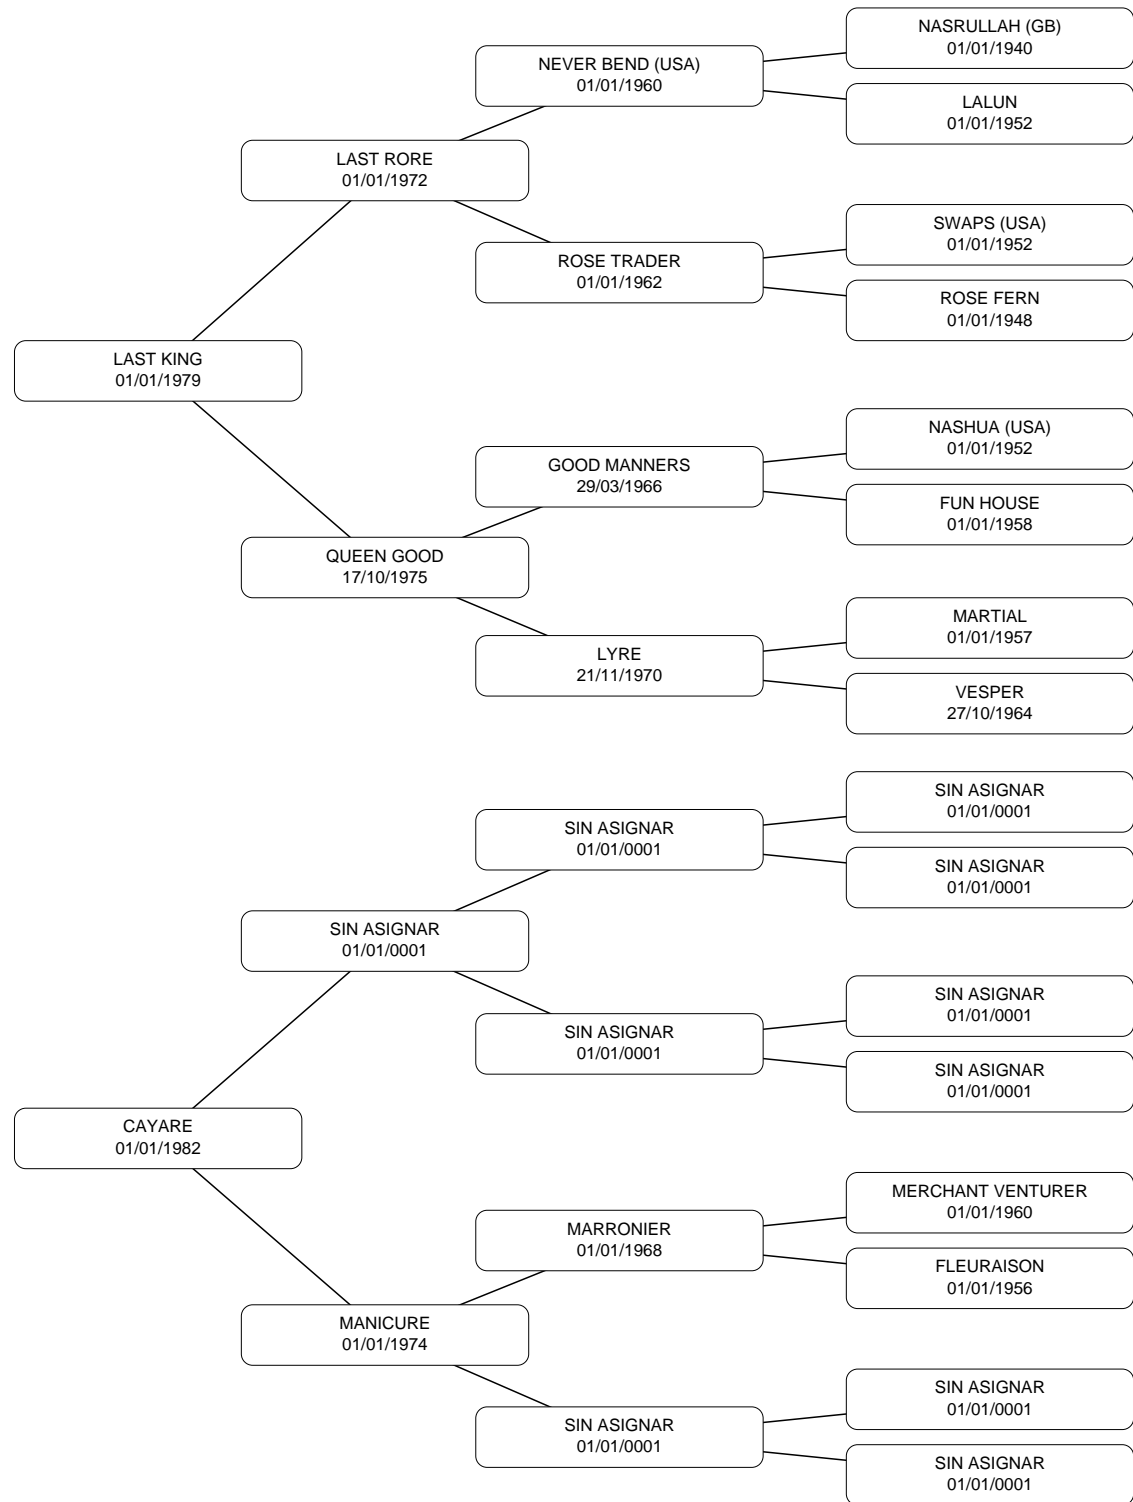 NASRULLAH (GB)
01/01/1940
NEVER BEND (USA)
01/01/1960
LALUN
01/01/1952
LAST RORE
01/01/1972
SWAPS (USA)
01/01/1952
ROSE TRADER
01/01/1962
ROSE FERN
01/01/1948
LAST KING
01/01/1979
NASHUA (USA)
01/01/1952
GOOD MANNERS
29/03/1966
FUN HOUSE
01/01/1958
QUEEN GOOD
17/10/1975
MARTIAL
01/01/1957
LYRE
21/11/1970
VESPER
27/10/1964
SIN ASIGNAR
01/01/0001
SIN ASIGNAR
01/01/0001
SIN ASIGNAR
01/01/0001
SIN ASIGNAR
01/01/0001
SIN ASIGNAR
01/01/0001
SIN ASIGNAR
01/01/0001
SIN ASIGNAR
01/01/0001
CAYARE
01/01/1982
MERCHANT VENTURER
01/01/1960
MARRONIER
01/01/1968
FLEURAISON
01/01/1956
MANICURE
01/01/1974
SIN ASIGNAR
01/01/0001
SIN ASIGNAR
01/01/0001
SIN ASIGNAR
01/01/0001